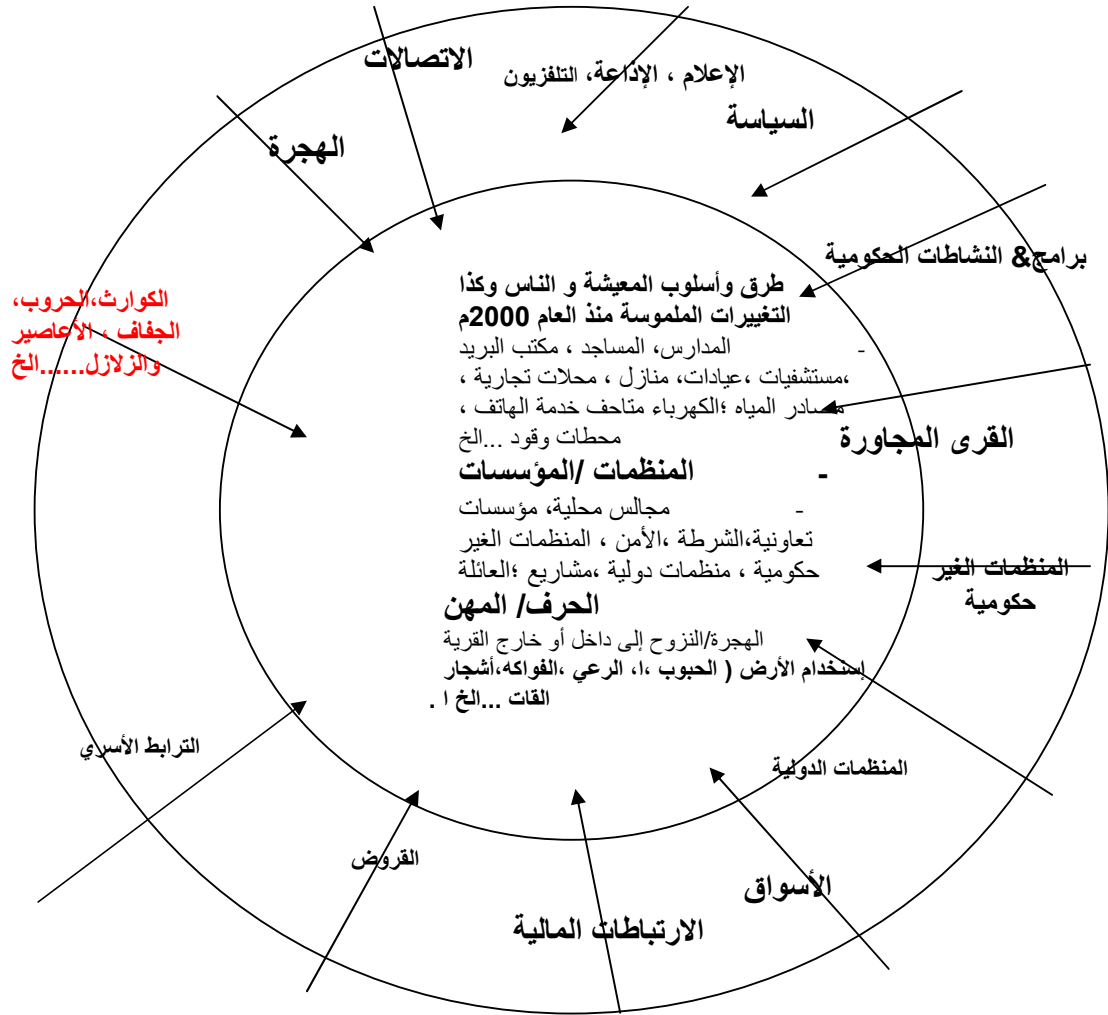 الاتصالات
الإعلام ، الإذاعة، التلفزيون
السياسة
الهجرة
برامج& النشاطات الحكومية
الكوارث،الحروب،
الجفاف ، الأعاصير
والزلازل......الخ
طرق وأسلوب المعيشة و الناس وكذا
التغييرات الملموسة منذ العام 2000م
- المدارس، المساجد ، مكتب البريد
،مستشفيات ،عيادات، منازل ، محلات تجارية ،
مصادر المياه ؛الكهرباء متاحف خدمة الهاتف ،
محطات وقود ...الخ
- المنظمات /المؤسسات
- مجالس محلية، مؤسسات
تعاونية،الشرطة ،الأمن ، المنظمات الغير
حكومية ، منظمات دولية ،مشاريع ؛العائلة
الحرف/ المهن
الهجرة/النزوح إلى داخل أو خارج القرية
إستخدام الأرض ( الحبوب ،ا، الرعي ،الفواكه،أشجار
القات ...الخ ا .
القرى المجاورة
المنظمات الغير
حكومية
الترابط الأسري
المنظمات الدولية
القروض
الأسواق
الارتباطات المالية